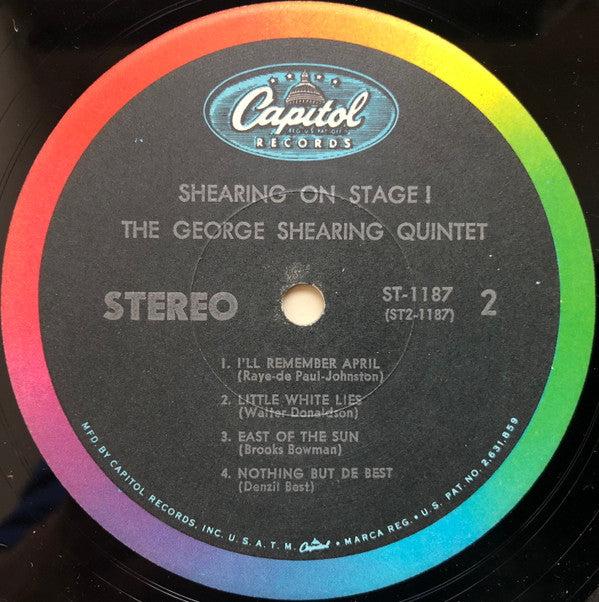 Capitol
REG. U.S. PAT. OFF.
RECORDS
SHEARING ON STAGE!
THE GEORGE SHEARING QUINTET
STEREO
ST-1187
(ST2-1187)
2
1. I'LL REMEMBER APRIL
(Raye-de Paul-Johnston)
2. LITTLE WHITE LIES
(Walter Donaldson)
3. EAST OF THE SUN
(Brooks Bowman)
4. NOTHING BUT DE BEST
(Denzil Best)
MFD. BY CAPITOL RECORDS, INC. U. S. A. T. M. Capitol • MARCA REG. • U. S. PAT. NO. 2,631,859